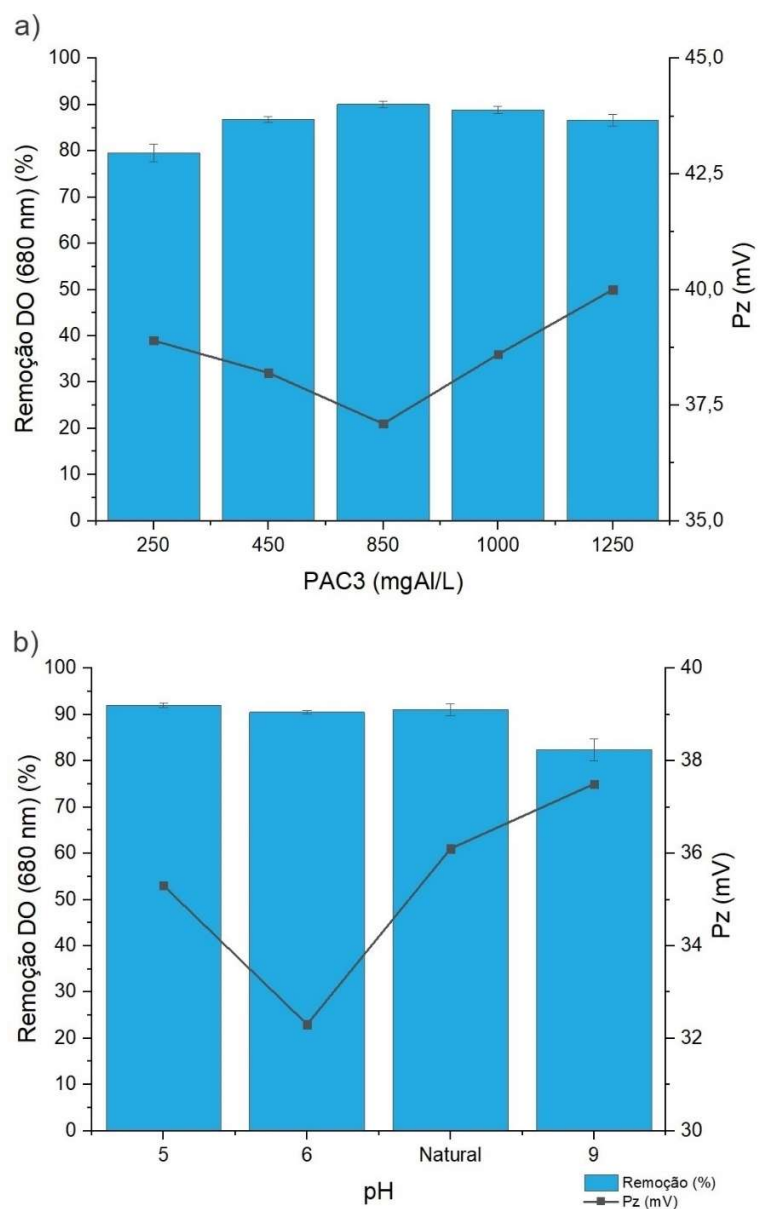 a)
100
90
80
70
60
50
40
30
20
10
0
Remoção DO (680 nm) (%)
45,0
42,5
40,0
37,5
35,0
Pz (mV)
250 450 850 1000 1250
PAC3 (mgAl/L)
b)
100
90
80
70
60
50
40
30
20
10
0
Remoção DO (680 nm) (%)
40
38
36
34
32
30
Pz (mV)
5 6 Natural 9
pH
Remoção (%)
Pz (mV)